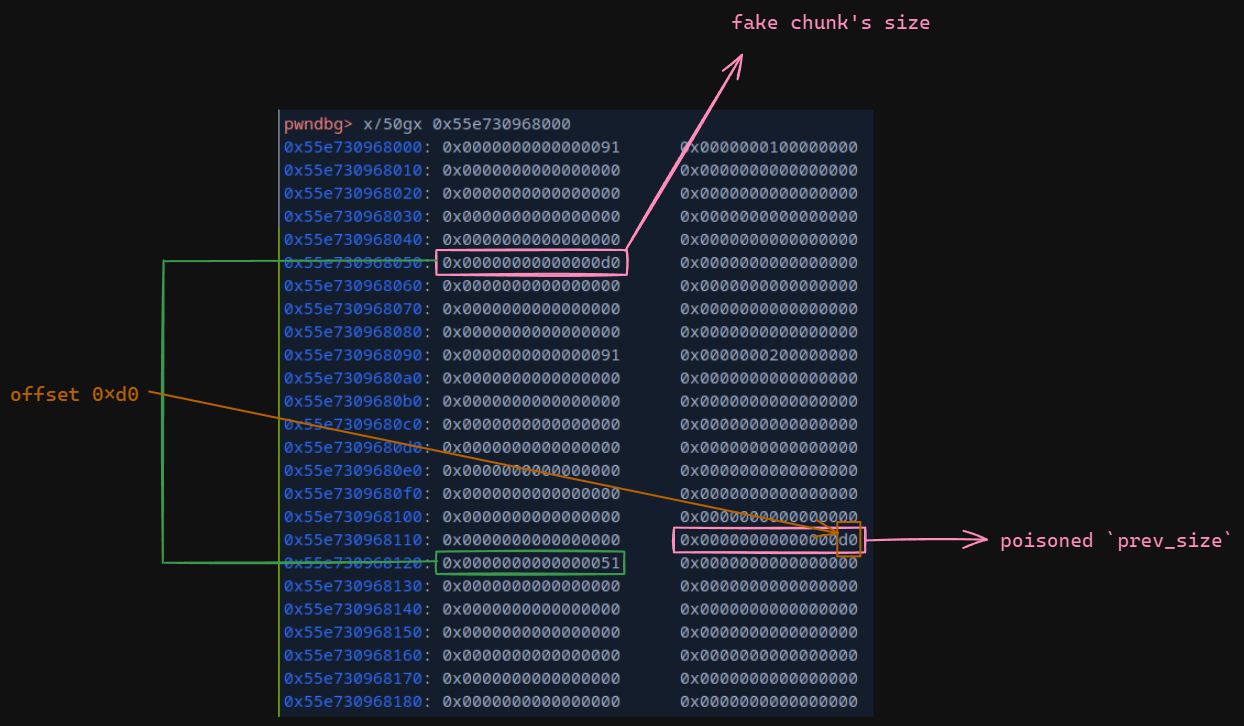 fake chunk's size
pwndbg> x/50gx 0x55e730968000
0x55e730968000: 0x0000000000000091 0x0000000100000000
0x55e730968010: 0x0000000000000000 0x0000000000000000
0x55e730968020: 0x0000000000000000 0x0000000000000000
0x55e730968030: 0x0000000000000000 0x0000000000000000
0x55e730968040: 0x0000000000000000 0x0000000000000000
0x55e730968050: 0x00000000000000d0 0x0000000000000000
0x55e730968060: 0x0000000000000000 0x0000000000000000
0x55e730968070: 0x0000000000000000 0x0000000000000000
0x55e730968080: 0x0000000000000000 0x0000000000000000
0x55e730968090: 0x0000000000000091 0x0000000200000000
0x55e7309680a0: 0x0000000000000000 0x0000000000000000
offset 0×d0
0x55e7309680b0: 0x0000000000000000 0x0000000000000000
0x55e7309680c0: 0x0000000000000000 0x0000000000000000
0x55e7309680d0: 0x0000000000000000 0x0000000000000000
0x55e7309680e0: 0x0000000000000000 0x0000000000000000
0x55e7309680f0: 0x0000000000000000 0x0000000000000000
0x55e730968100: 0x0000000000000000 0x0000000000000000
0x55e730968110: 0x0000000000000000 0x00000000000000d0 poisoned `prev_size`
0x55e730968120: 0x0000000000000051 0x0000000000000000
0x55e730968130: 0x0000000000000000 0x0000000000000000
0x55e730968140: 0x0000000000000000 0x0000000000000000
0x55e730968150: 0x0000000000000000 0x0000000000000000
0x55e730968160: 0x0000000000000000 0x0000000000000000
0x55e730968170: 0x0000000000000000 0x0000000000000000
0x55e730968180: 0x0000000000000000 0x0000000000000000